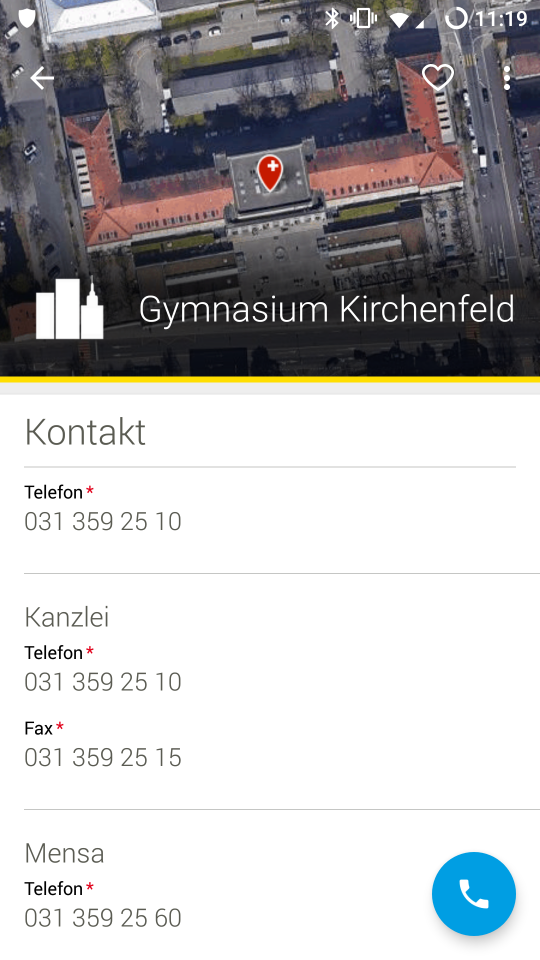 11:19
Gymnasium Kirchenfeld
Kontakt
Telefon*
031 359 25 10
Kanzlei
Telefon*
031 359 25 10
Fax*
031 359 25 15
Mensa
Telefon*
031 359 25 60